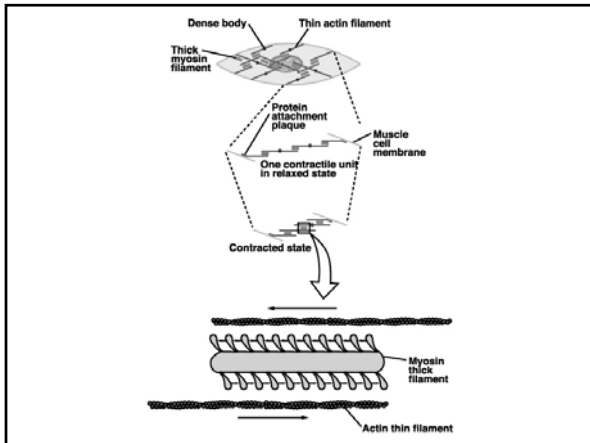 Dense body
Thin actin filament
Thick
myosin
filament
Protein
attachment
plaque
Muscle
cell
membrane
One contractile unit
in relaxed state
Contracted state
Myosin
thick
filament
Actin thin filament